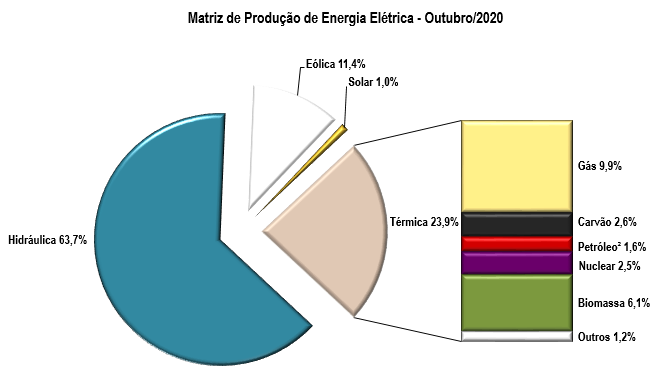 Matriz de Produção de Energia Elétrica - Outubro/2020
Eólica 11,4%
Solar 1,0%
Gás 9,9%
Térmica 23,9%
Carvão 2,6%
Hidráulica 63,7%
Petróleo² 1,6%
Nuclear 2,5%
Biomassa 6,1%
Outros 1,2%